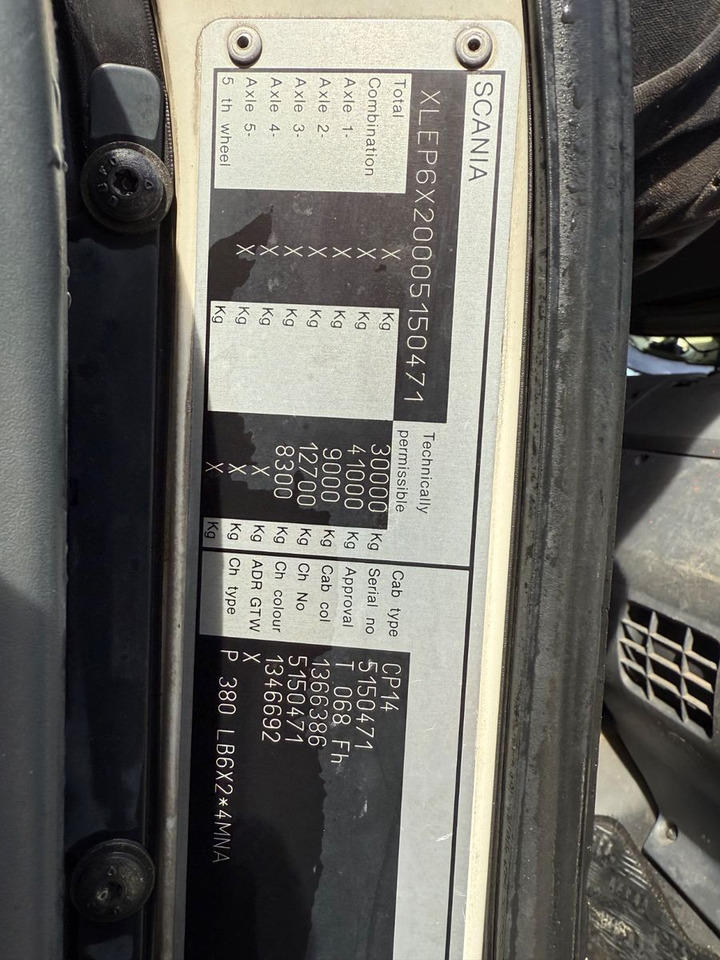 SCANIA
XLEP6X20005150471
Technically
permissible
Total X Kg 30000 Kg
Combination X Kg 41000 Kg
Axle 1- X Kg 9000 Kg
Axle 2- X Kg 12700 Kg
Axle 3- X Kg 8300 Kg
Axle 4- X Kg X Kg
Axle 5- X Kg X Kg
5 th wheel Kg X Kg
Cab type CP14
Serial no 5150471
Approval T 068 Fh
Cab col 1366386
Ch No 5150471
Ch colour 1346692
ADR GTW X
Ch type P 380 LB6X2*4MNA